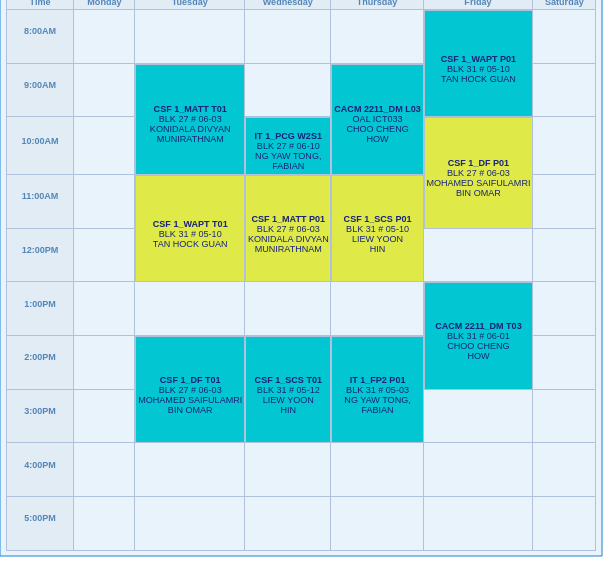 Time Monday Tuesday Wednesday Thursday Friday Saturday
8:00AM
CSF 1_WAPT P01
BLK 31 # 05-10
TAN HOCK GUAN
9:00AM
CSF 1_MATT T01
BLK 27 # 06-03
KONIDALA DIVYAN
MUNIRATHNAM
CACM 2211_DM L03
OAL ICT033
CHOO CHENG
HOW
10:00AM
IT 1_PCG W2S1
BLK 27 # 06-10
NG YAW TONG,
FABIAN
CSF 1_DF P01
BLK 27 # 06-03
MOHAMED SAIFULAMRI
BIN OMAR
11:00AM
CSF 1_WAPT T01
BLK 31 # 05-10
TAN HOCK GUAN
CSF 1_MATT P01
BLK 27 # 06-03
KONIDALA DIVYAN
MUNIRATHNAM
CSF 1_SCS P01
BLK 31 # 05-10
LIEW YOON
HIN
12:00PM
1:00PM
CACM 2211_DM T03
BLK 31 # 06-01
CHOO CHENG
HOW
2:00PM
CSF 1_DF T01
BLK 27 # 06-03
MOHAMED SAIFULAMRI
BIN OMAR
CSF 1_SCS T01
BLK 31 # 05-12
LIEW YOON
HIN
IT 1_FP2 P01
BLK 31 # 05-03
NG YAW TONG,
FABIAN
3:00PM
4:00PM
5:00PM